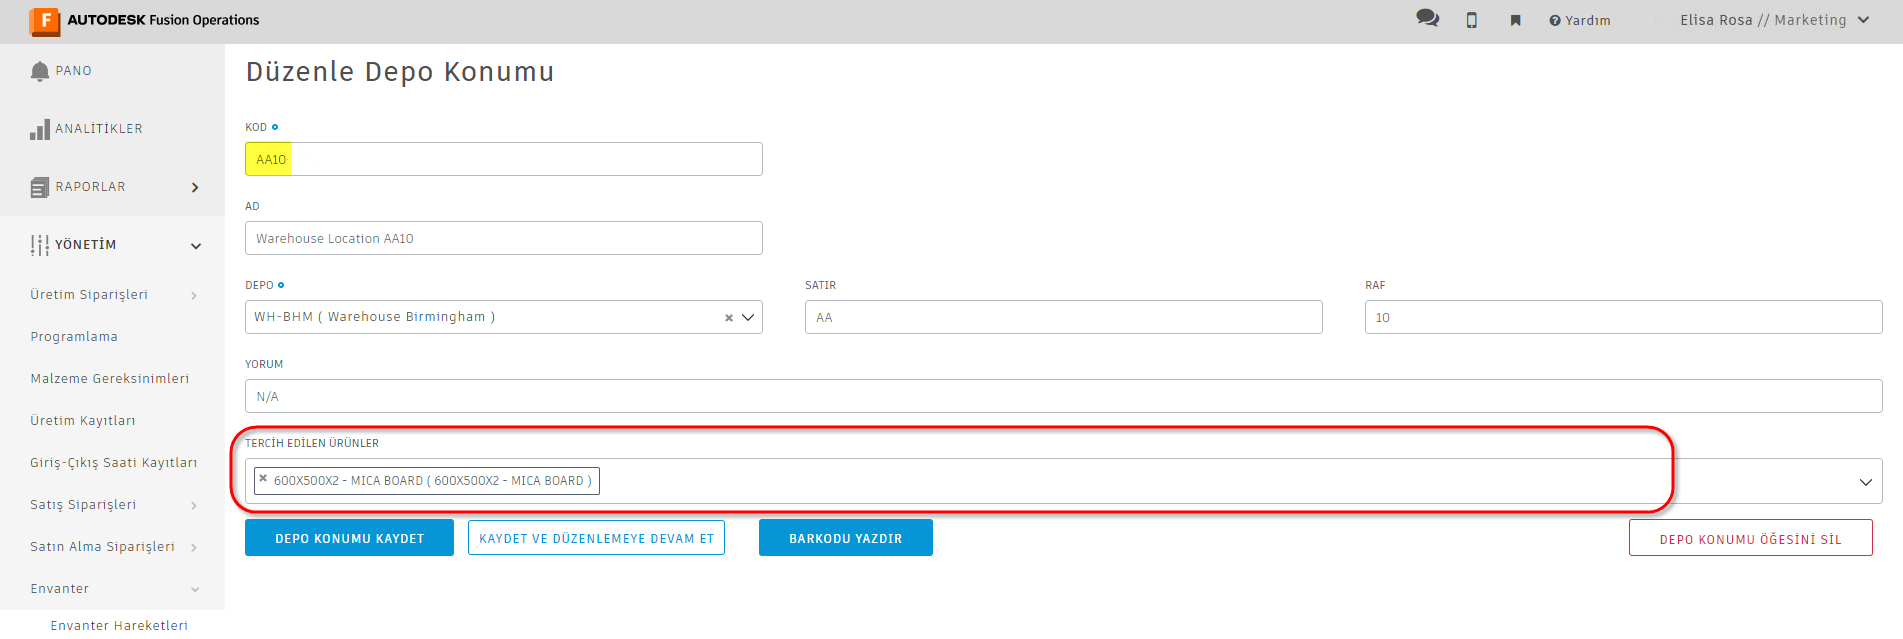 AUTODESK Fusion Operations
Yardım
Elisa Rosa // Marketing
PANO
ANALİTİKLER
RAPORLAR
YÖNETİM
Üretim Siparişleri
Programlama
Malzeme Gereksinimleri
Üretim Kayıtları
Giriş-Çıkış Saati Kayıtları
Satış Siparişleri
Satın Alma Siparişleri
Envanter
Envanter Hareketleri
Düzenle Depo Konumu
KOD
AA10
AD
Warehouse Location AA10
DEPO
SATIR
RAF
WH-BHM ( Warehouse Birmingham )
AA
10
YORUM
N/A
TERCİH EDİLEN ÜRÜNLER
600X500X2 - MICA BOARD ( 600X500X2 - MICA BOARD )
DEPO KONUMU KAYDET
KAYDET VE DÜZENLEMEYE DEVAM ET
BARKODU YAZDIR
DEPO KONUMU ÖĞESİNİ SİL